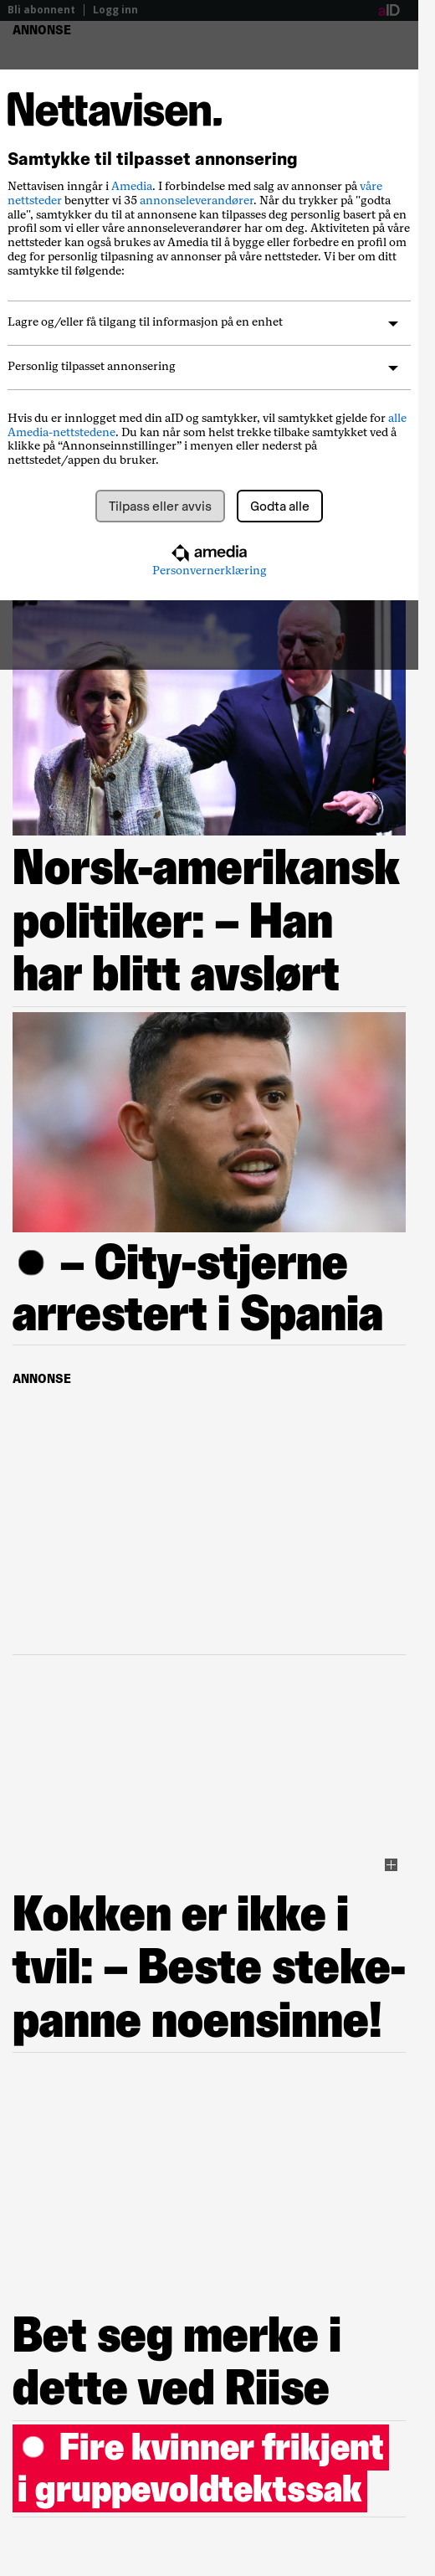 Bli abonnent | Logg inn
aID
ANNONSE
Nettavisen.
Samtykke til tilpasset annonsering
Nettavisen inngår i Amedia. I forbindelse med salg av annonser på våre
nettsteder benytter vi 35 annonseleverandører. Når du trykker på "godta
alle", samtykker du til at annonsene kan tilpasses deg personlig basert på en
profil som vi eller våre annonseleverandører har om deg. Aktiviteten på våre
nettsteder kan også brukes av Amedia til å bygge eller forbedre en profil om
deg for personlig tilpasning av annonser på våre nettsteder. Vi ber om ditt
samtykke til følgende:
Lagre og/eller få tilgang til informasjon på en enhet
Personlig tilpasset annonsering
Hvis du er innlogget med din aID og samtykker, vil samtykket gjelde for alle
Amedia-nettstedene. Du kan når som helst trekke tilbake samtykket ved å
klikke på “Annonseinnstillinger” i menyen eller nederst på
nettstedet/appen du bruker.
Tilpass eller avvis
Godta alle
amedia
Personvernerklæring
Norsk-amerikansk
politiker: – Han
har blitt avslørt
– City-stjerne
arrestert i Spania
ANNONSE
Kokken er ikke i
tvil: – Beste steke-
panne noensinne!
Bet seg merke i
dette ved Riise
Fire kvinner frikjent
i gruppevoldtektssak